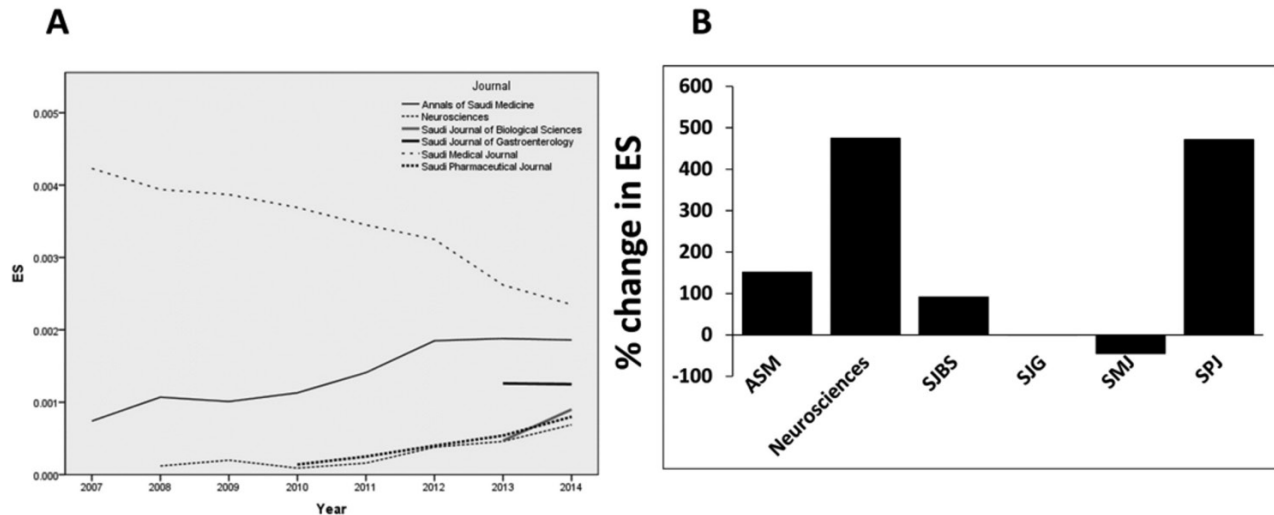 A
Journal
Annals of Saudi Medicine
Neurosciences
Saudi Journal of Biological Sciences
Saudi Journal of Gastroenterology
Saudi Medical Journal
Saudi Pharmaceutical Journal
0.005
0.004
0.003
0.002
0.001
0.000
ES
2007 2008 2009 2010 2011 2012 2013 2014
Year
B
600
500
400
300
200
100
0
-100
% change in ES
ASM Neurosciences SJBS SJG SMJ SPJ